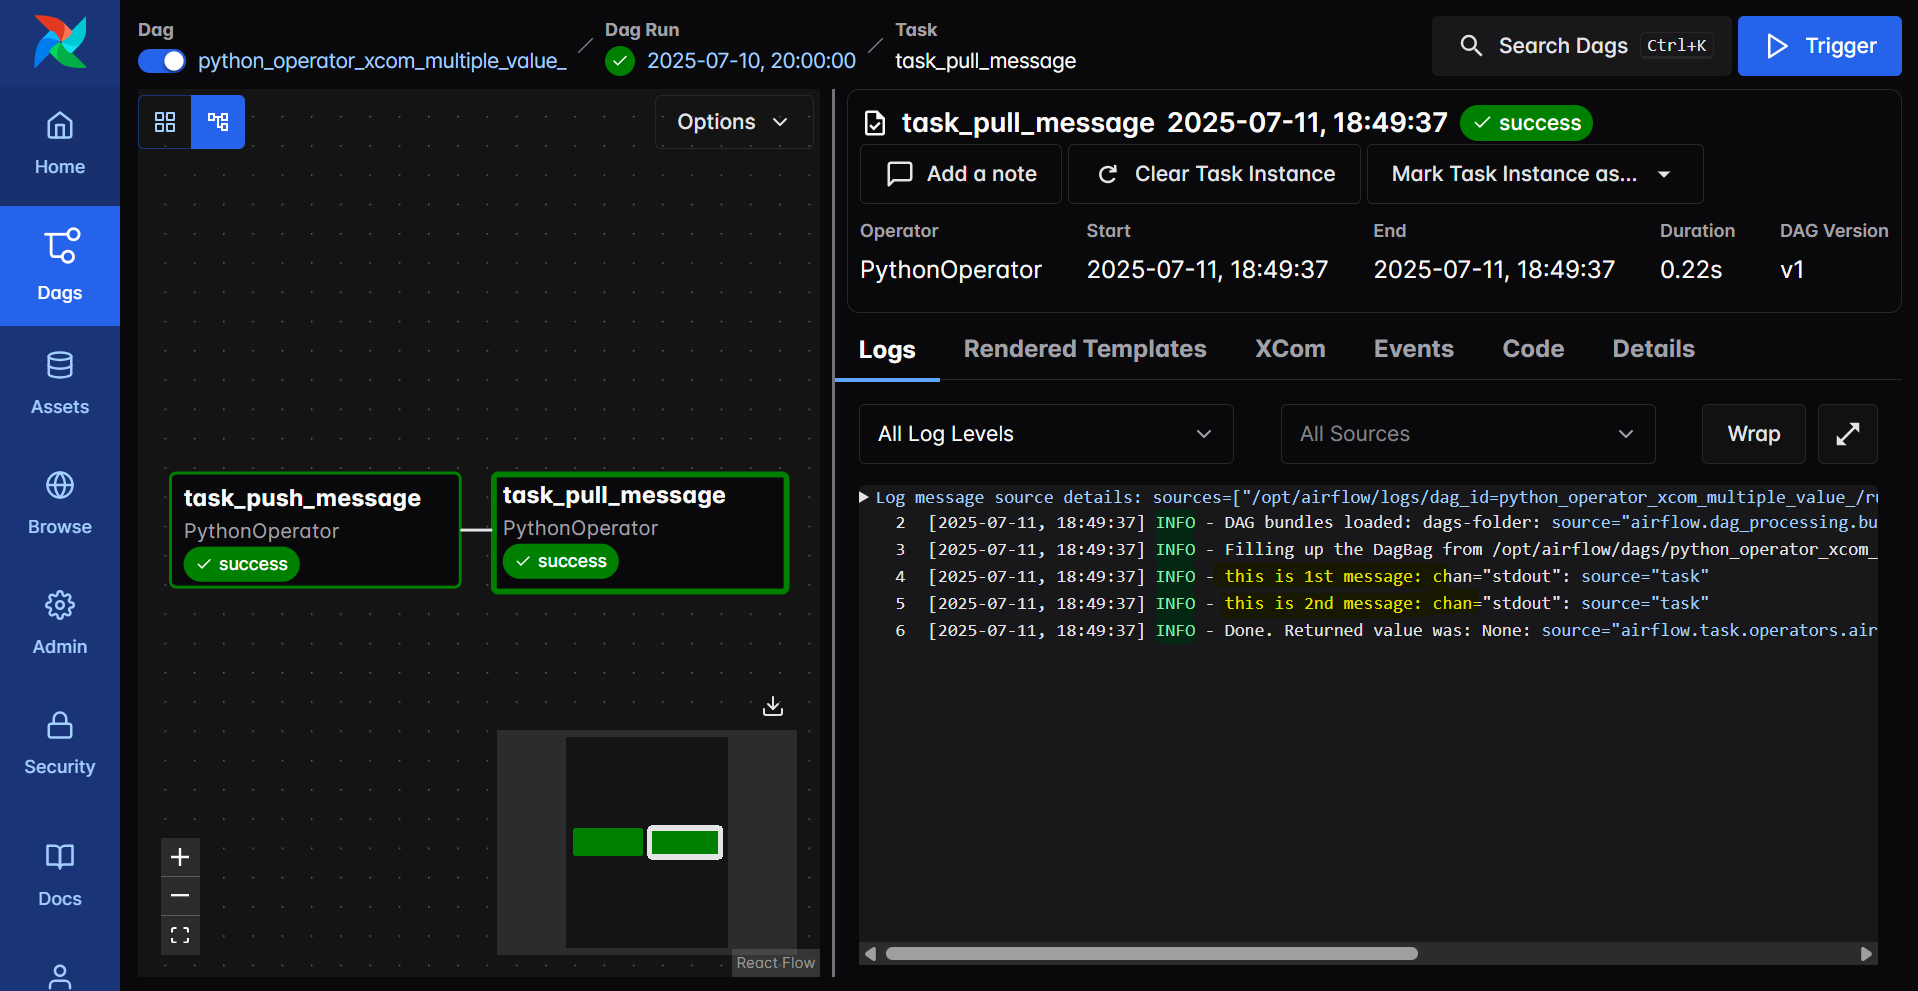 Dag
python_operator_xcom_multiple_value_
Dag Run
2025-07-10, 20:00:00
Task
task_pull_message
Search Dags Ctrl+K
Trigger
Home
Dags
Assets
Browse
Admin
Security
Docs
Options
task_push_message
PythonOperator
success
task_pull_message
PythonOperator
success
React Flow
task_pull_message 2025-07-11, 18:49:37 success
Add a note
Clear Task Instance
Mark Task Instance as...
Operator Start End Duration DAG Version
PythonOperator 2025-07-11, 18:49:37 2025-07-11, 18:49:37 0.22s v1
Logs Rendered Templates XCom Events Code Details
All Log Levels All Sources Wrap
Log message source details: sources=["/opt/airflow/logs/dag_id=python_operator_xcom_multiple_value_/ru
2 [2025-07-11, 18:49:37] INFO - DAG bundles loaded: dags-folder: source="airflow.dag_processing.bu
3 [2025-07-11, 18:49:37] INFO - Filling up the DagBag from /opt/airflow/dags/python_operator_xcom_
4 [2025-07-11, 18:49:37] INFO - this is 1st message: chan="stdout": source="task"
5 [2025-07-11, 18:49:37] INFO - this is 2nd message: chan="stdout": source="task"
6 [2025-07-11, 18:49:37] INFO - Done. Returned value was: None: source="airflow.task.operators.air